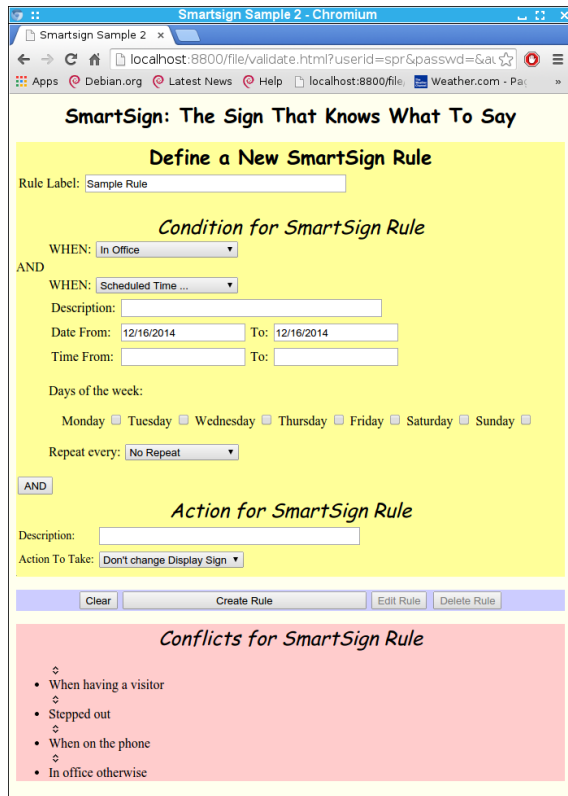 Smartsign Sample 2 - Chromium
Smartsign Sample 2 ×
localhost:8800/file/validate.html?userid=spr&passwd=&au
Apps Debian.org Latest News Help localhost:8800/file, Weather.com - Pag »
SmartSign: The Sign That Knows What To Say
Define a New SmartSign Rule
Rule Label: Sample Rule
Condition for SmartSign Rule
WHEN: In Office
AND
WHEN: Scheduled Time ...
Description:
Date From: 12/16/2014 To: 12/16/2014
Time From: To:
Days of the week:
Monday Tuesday Wednesday Thursday Friday Saturday Sunday
Repeat every: No Repeat
AND
Action for SmartSign Rule
Description:
Action To Take: Don't change Display Sign
Clear Create Rule Edit Rule Delete Rule
Conflicts for SmartSign Rule
• When having a visitor
• Stepped out
• When on the phone
• In office otherwise